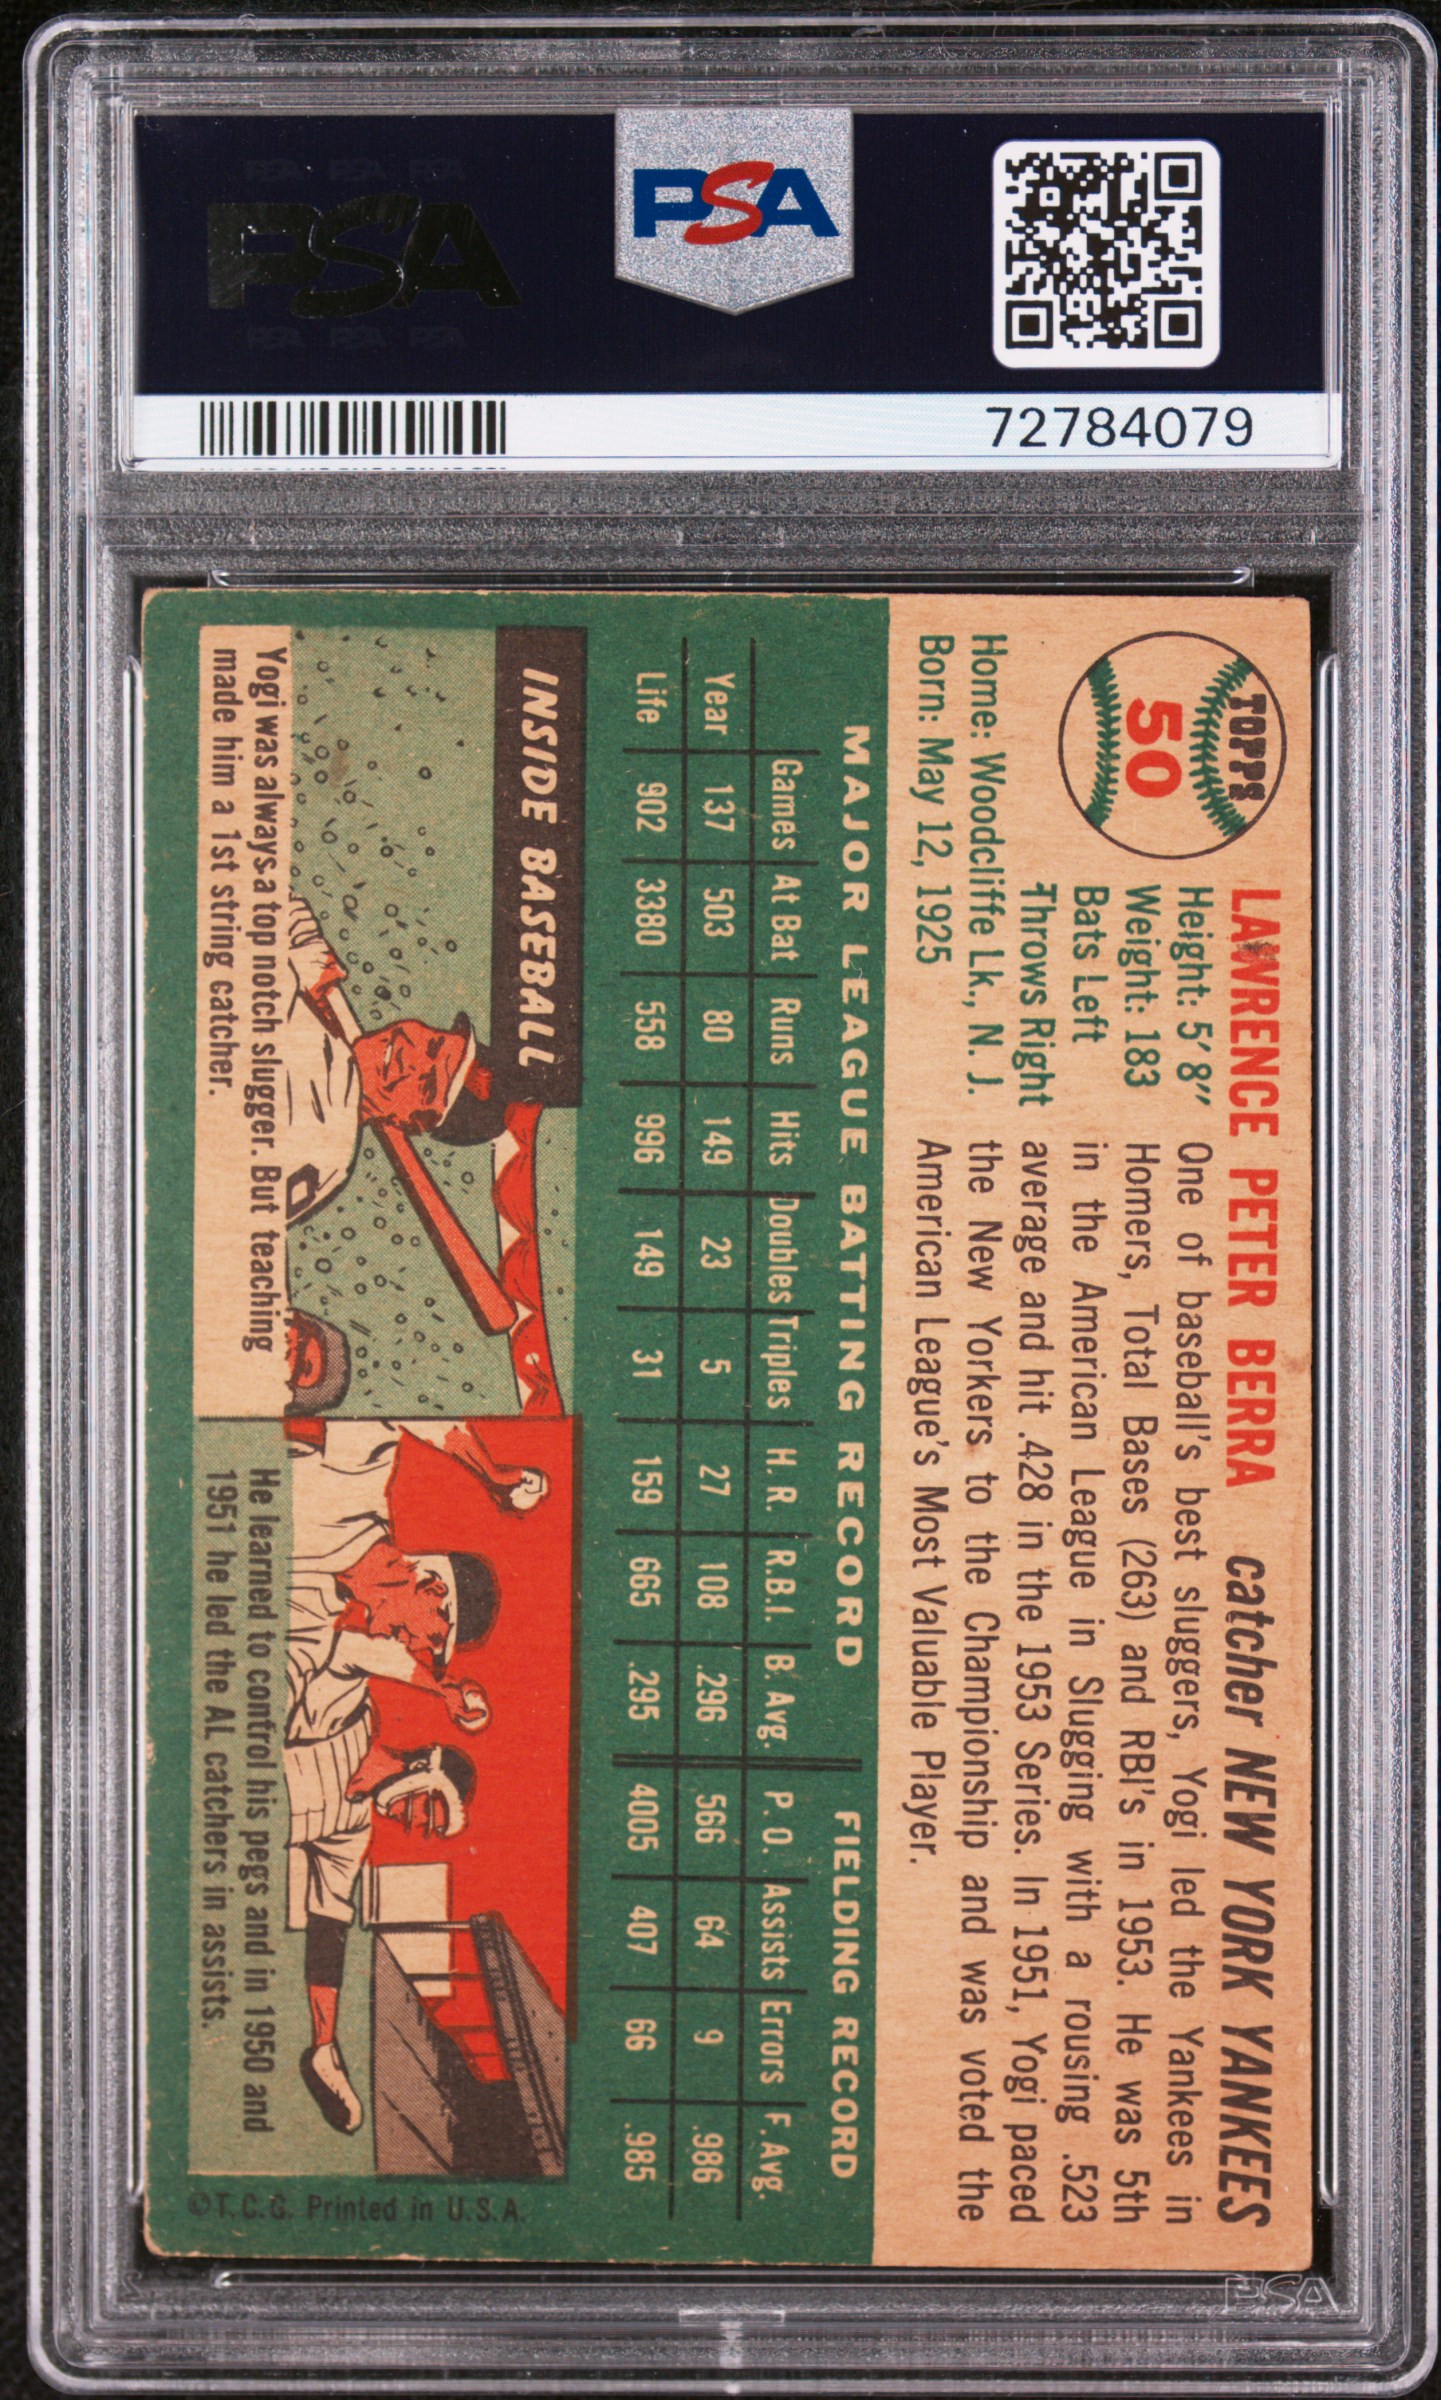 PSA PSA PSA
PSA
PSA PSA PSA
PSA
72784079
TOPPS
50
LAWRENCE PETER BERRA catcher NEW YORK YANKEES
Height: 5' 8"
Weight: 183
Bats Left
Throws Right
Home: Woodcliffe Lk., N. J.
Born: May 12, 1925
One of baseball's best sluggers, Yogi led the Yankees in
Homers, Total Bases (263) and RBI's in 1953. He was 5th
in the American League in Slugging with a rousing .523
average and hit .428 in the 1953 Series. In 1951, Yogi paced
the New Yorkers to the Championship and was voted the
American League's Most Valuable Player.
MAJOR LEAGUE BATTING RECORD FIELDING RECORD
Games At Bat Runs Hits Doubles Triples H. R. R.B.I. B. Avg. P. O. Assists Errors F. Avg.
Year 137 503 80 149 23 5 27 108 .296 566 64 9 .986
Life 902 3380 558 996 149 31 159 665 .295 4005 407 66 .985
INSIDE BASEBALL
Yogi was always a top notch slugger. But teaching
made him a 1st string catcher.
He learned to control his pegs and in 1950 and
1951 he led the AL catchers in assists.
©T.C.G. Printed in U.S.A.
PSA